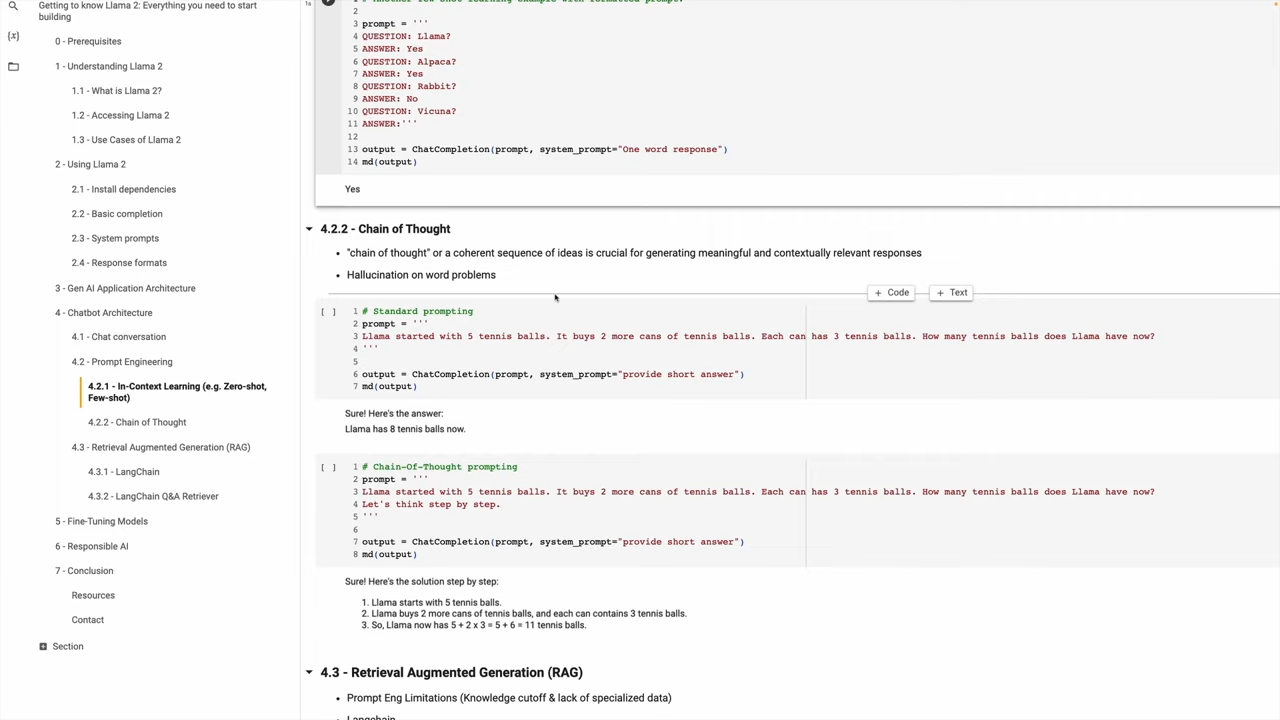 Getting to know Llama 2: Everything you need to start
building
0 - Prerequisites
1 - Understanding Llama 2
1.1 - What is Llama 2?
1.2 - Accessing Llama 2
1.3 - Use Cases of Llama 2
2 - Using Llama 2
2.1 - Install dependencies
2.2 - Basic completion
2.3 - System prompts
2.4 - Response formats
3 - Gen AI Application Architecture
4 - Chatbot Architecture
4.1 - Chat conversation
4.2 - Prompt Engineering
4.2.1 - In-Context Learning (e.g. Zero-shot,
Few-shot)
4.2.2 - Chain of Thought
4.3 - Retrieval Augmented Generation (RAG)
4.3.1 - LangChain
4.3.2 - LangChain Q&A Retriever
5 - Fine-Tuning Models
6 - Responsible AI
7 - Conclusion
Resources
Contact
Section
1s
2
3 prompt = '''
4 QUESTION: Llama?
5 ANSWER: Yes
6 QUESTION: Alpaca?
7 ANSWER: Yes
8 QUESTION: Rabbit?
9 ANSWER: No
10 QUESTION: Vicuna?
11 ANSWER:'''
12
13 output = ChatCompletion(prompt, system_prompt="One word response")
14 md(output)
Yes
4.2.2 - Chain of Thought
• "chain of thought" or a coherent sequence of ideas is crucial for generating meaningful and contextually relevant responses
• Hallucination on word problems
+ Code + Text
[ ] 1 # Standard prompting
2 prompt = '''
3 Llama started with 5 tennis balls. It buys 2 more cans of tennis balls. Each can has 3 tennis balls. How many tennis balls does Llama have now?
4 '''
5
6 output = ChatCompletion(prompt, system_prompt="provide short answer")
7 md(output)
Sure! Here's the answer:
Llama has 8 tennis balls now.
[ ] 1 # Chain-Of-Thought prompting
2 prompt = '''
3 Llama started with 5 tennis balls. It buys 2 more cans of tennis balls. Each can has 3 tennis balls. How many tennis balls does Llama have now?
4 Let's think step by step.
5 '''
6
7 output = ChatCompletion(prompt, system_prompt="provide short answer")
8 md(output)
Sure! Here's the solution step by step:
1. Llama starts with 5 tennis balls.
2. Llama buys 2 more cans of tennis balls, and each can contains 3 tennis balls.
3. So, Llama now has 5 + 2 x 3 = 5 + 6 = 11 tennis balls.
4.3 - Retrieval Augmented Generation (RAG)
• Prompt Eng Limitations (Knowledge cutoff & lack of specialized data)
• Langchain